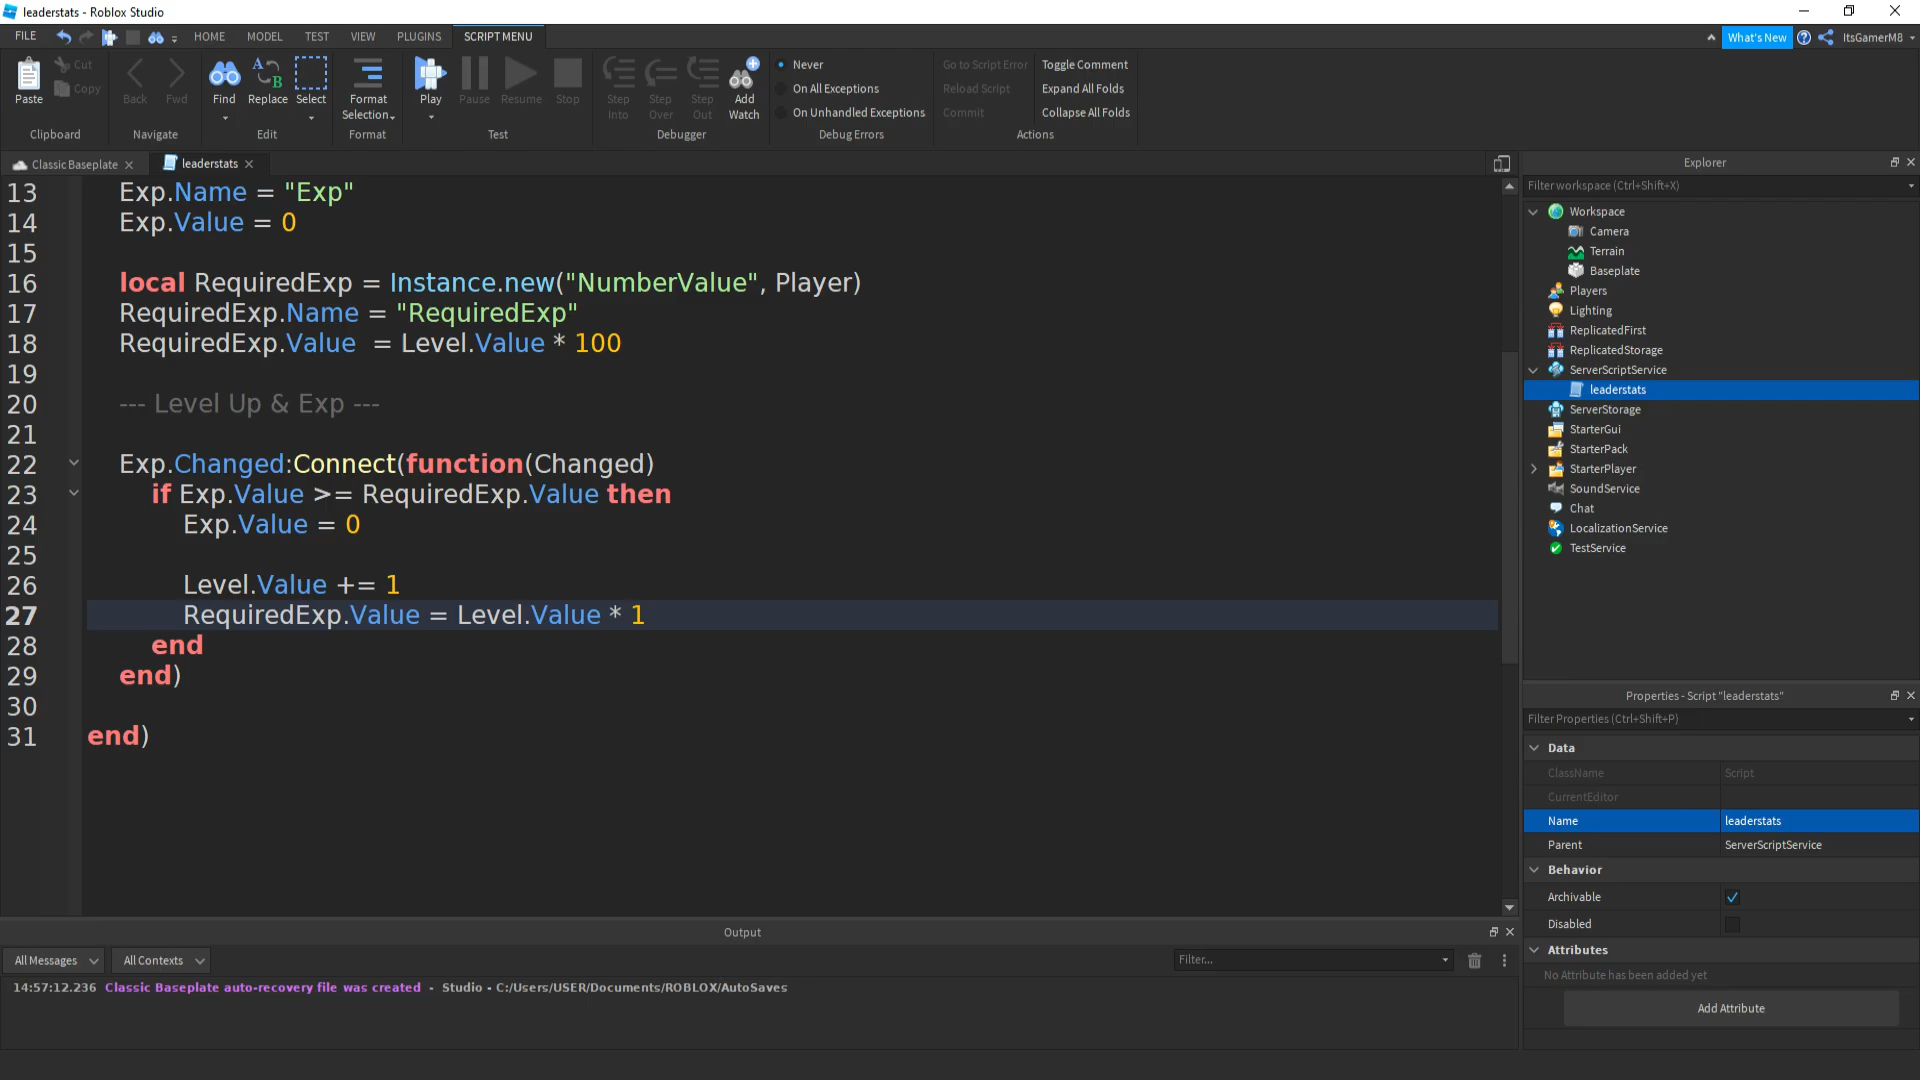 leaderstats - Roblox Studio
FILE HOME MODEL TEST VIEW PLUGINS SCRIPT MENU What's New ItsGamerM8
Paste Cut Copy Clipboard
Back Fwd Navigate
Find Replace Select Edit
Format Selection Format
Play Pause Resume Stop Test
Step Into Step Over Step Out Add Watch Debugger
Never
On All Exceptions
On Unhandled Exceptions
Debug Errors
Go to Script Error Toggle Comment
Reload Script Expand All Folds
Commit Collapse All Folds
Actions
Classic Baseplate leaderstats
13 Exp.Name = "Exp"
14 Exp.Value = 0
15
16 local RequiredExp = Instance.new("NumberValue", Player)
17 RequiredExp.Name = "RequiredExp"
18 RequiredExp.Value  = Level.Value * 100
19
20 --- Level Up & Exp ---
21
22 Exp.Changed:Connect(function(Changed)
23 if Exp.Value >= RequiredExp.Value then
24 Exp.Value = 0
25
26 Level.Value += 1
27 RequiredExp.Value = Level.Value * 1
28 end
29 end)
30
31 end)
Output
All Messages All Contexts Filter...
14:57:12.236 Classic Baseplate auto-recovery file was created - Studio - C:/Users/USER/Documents/ROBLOX/AutoSaves
Explorer
Filter workspace (Ctrl+Shift+X)
Workspace
Camera
Terrain
Baseplate
Players
Lighting
ReplicatedFirst
ReplicatedStorage
ServerScriptService
leaderstats
ServerStorage
StarterGui
StarterPack
StarterPlayer
SoundService
Chat
LocalizationService
TestService
Properties - Script "leaderstats"
Filter Properties (Ctrl+Shift+P)
Data
ClassName Script
CurrentEditor
Name leaderstats
Parent ServerScriptService
Behavior
Archivable
Disabled
Attributes
No Attribute has been added yet
Add Attribute